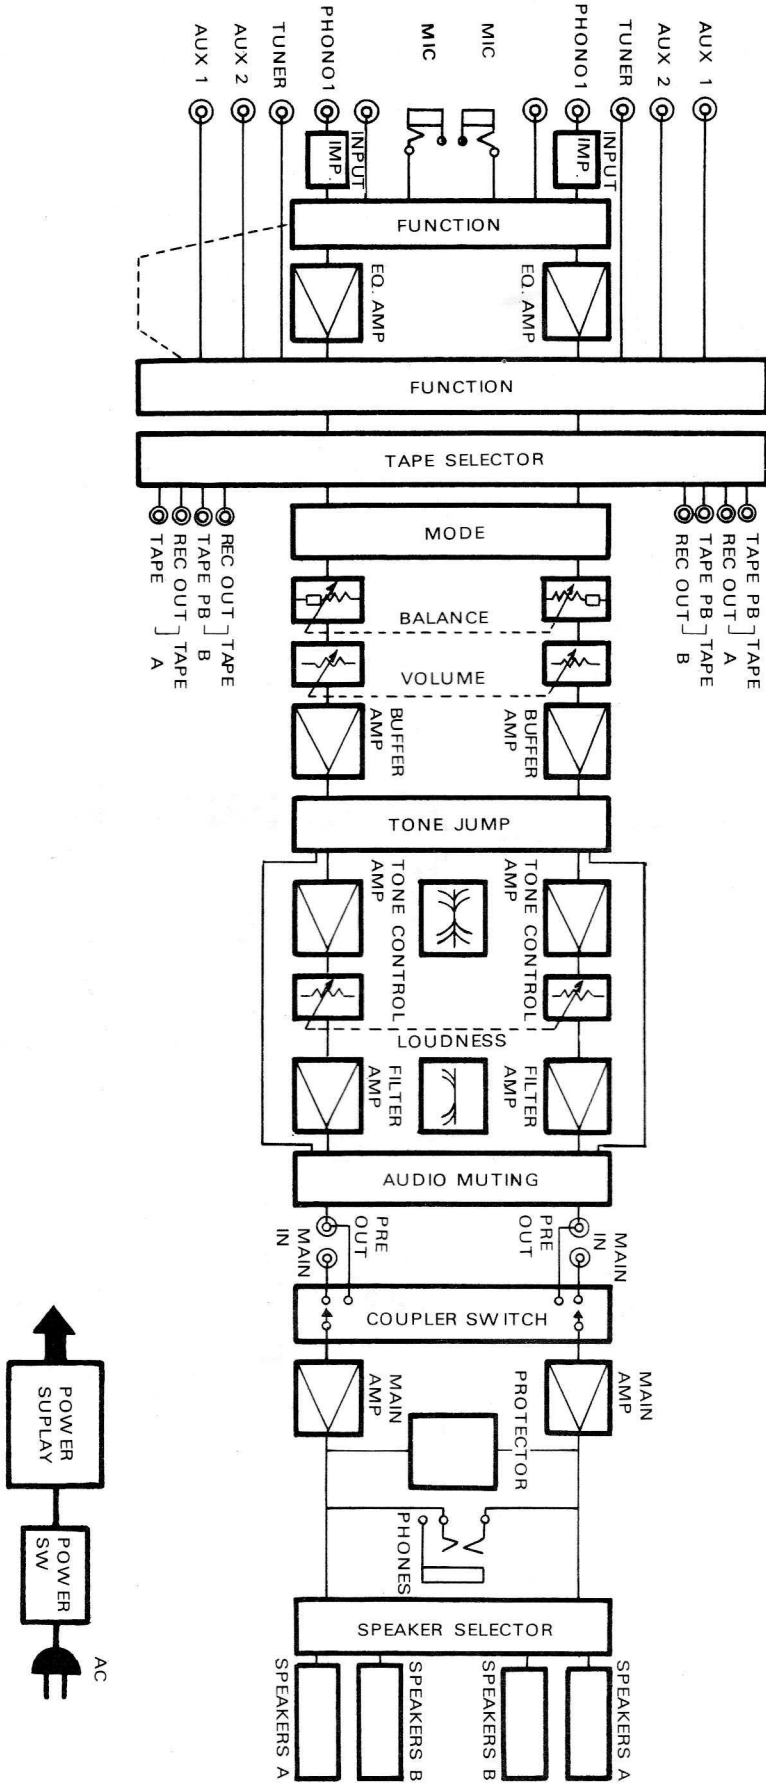 AUX 1
AUX 2
TUNER
PHONO1
MIC
MIC
PHONO1
TUNER
AUX 2
AUX 1
INPUT
IMP.
INPUT
IMP.
FUNCTION
EQ. AMP
EQ. AMP
FUNCTION
TAPE SELECTOR
TAPE
REC OUT
TAPE
A
TAPE PB
REC OUT
TAPE
B
MODE
REC OUT
TAPE PB
TAPE
B
REC OUT
TAPE PB
TAPE
A
BALANCE
VOLUME
BUFFER
AMP
BUFFER
AMP
TONE JUMP
TONE CONTROL
AMP
TONE CONTROL
AMP
LOUDNESS
FILTER
AMP
FILTER
AMP
AUDIO MUTING
PRE
OUT
MAIN
IN
PRE
OUT
MAIN
IN
COUPLER SWITCH
MAIN
AMP
MAIN
AMP
PROTECTOR
PHONES
SPEAKER SELECTOR
SPEAKERS A
SPEAKERS B
SPEAKERS B
SPEAKERS A
POWER
SUPLAY
POWER
SW
AC